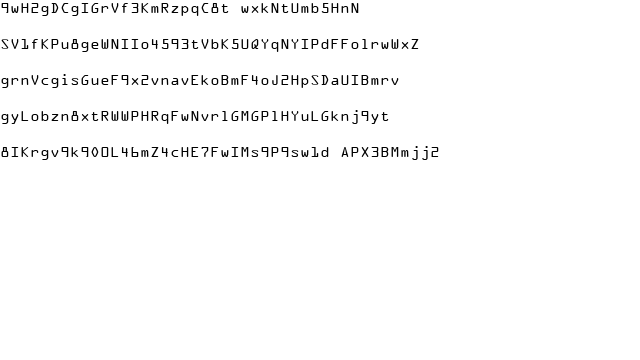 9wH2gDCgIGrVf3KmRzpqC8t wxkNtUmb5HnN
SV1fKPu8geWNIIo4593tVbK5UQYqNYIPdFFolrwWxZ
grnVcgisGueF9x2vnavEkoBmF4oJ2HpSDaUIBmrv
gyLobzn8xtRWWPHRqFwNvrlGMGPlHYuLGknj9yt
8IKrgv9k90OL46mZ4cHE7FwIMs9P9sw1d APX3BMmjj2